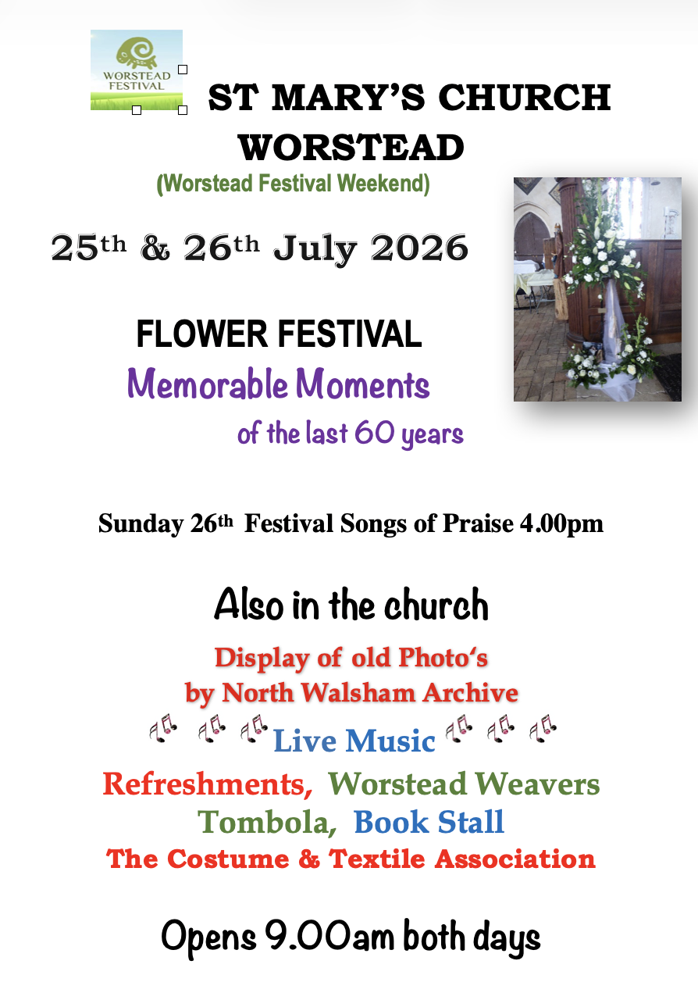 WORSTEAD
FESTIVAL
ST MARY’S CHURCH
WORSTEAD
(Worstead Festival Weekend)
25th & 26th July 2026
FLOWER FESTIVAL
Memorable Moments
of the last 60 years
Sunday 26th Festival Songs of Praise 4.00pm
Also in the church
Display of old Photo‘s
by North Walsham Archive
Live Music
Refreshments, Worstead Weavers
Tombola, Book Stall
The Costume & Textile Association
Opens 9.00am both days